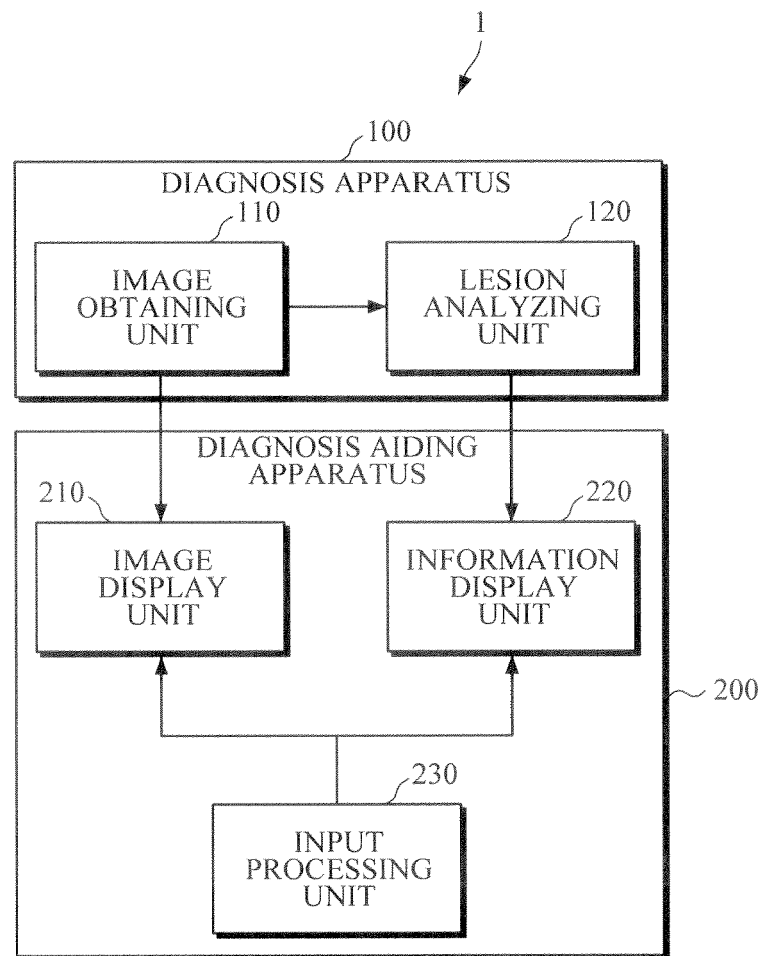 1
100
DIAGNOSIS APPARATUS
110
120
IMAGE
OBTAINING
UNIT
LESION
ANALYZING
UNIT
DIAGNOSIS AIDING
APPARATUS
210
220
IMAGE
DISPLAY
UNIT
INFORMATION
DISPLAY
UNIT
200
230
INPUT
PROCESSING
UNIT